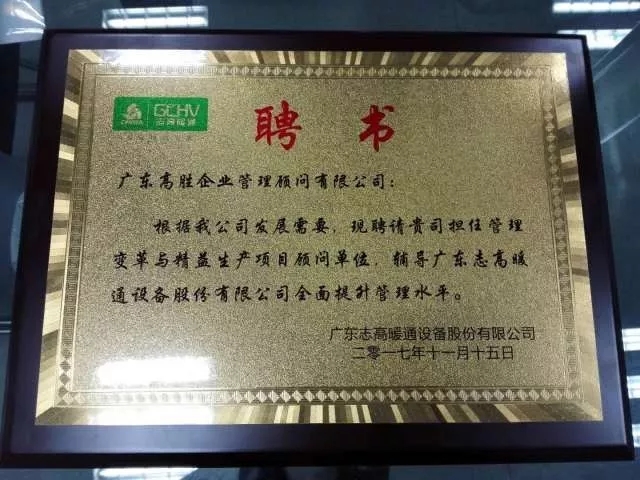 GCHV
志高暖通
CHIGO
聘书
广东高胜企业管理顾问有限公司：
根据我公司发展需要，现聘请贵司担任管理
变革与精益生产项目顾问单位，辅导广东志高暖
通设备股份有限公司全面提升管理水平。
广东志高暖通设备股份有限公司
二零一七年十一月十五日